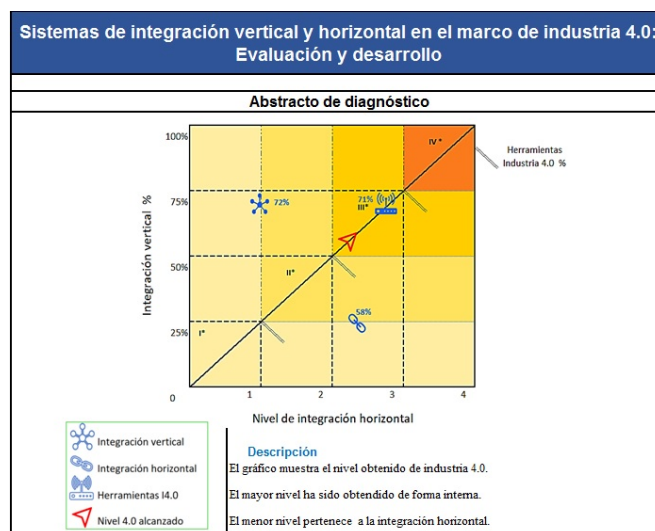 Sistemas de integración vertical y horizontal en el marco de industria 4.0:
Evaluación y desarrollo
Abstracto de diagnóstico
100%
IV °
Herramientas
Industria 4.0 %
75%
72%
71%
III°
Integración vertical %
50%
II°
58%
25%
I°
0
1
2
3
4
Nivel de integración horizontal
Integración vertical
Integración horizontal
Herramientas I4.0
Nivel 4.0 alcanzado
Descripción
El gráfico muestra el nivel obtenido de industria 4.0.
El mayor nivel ha sido obtendido de forma interna.
El menor nivel pertenece a la integración horizontal.